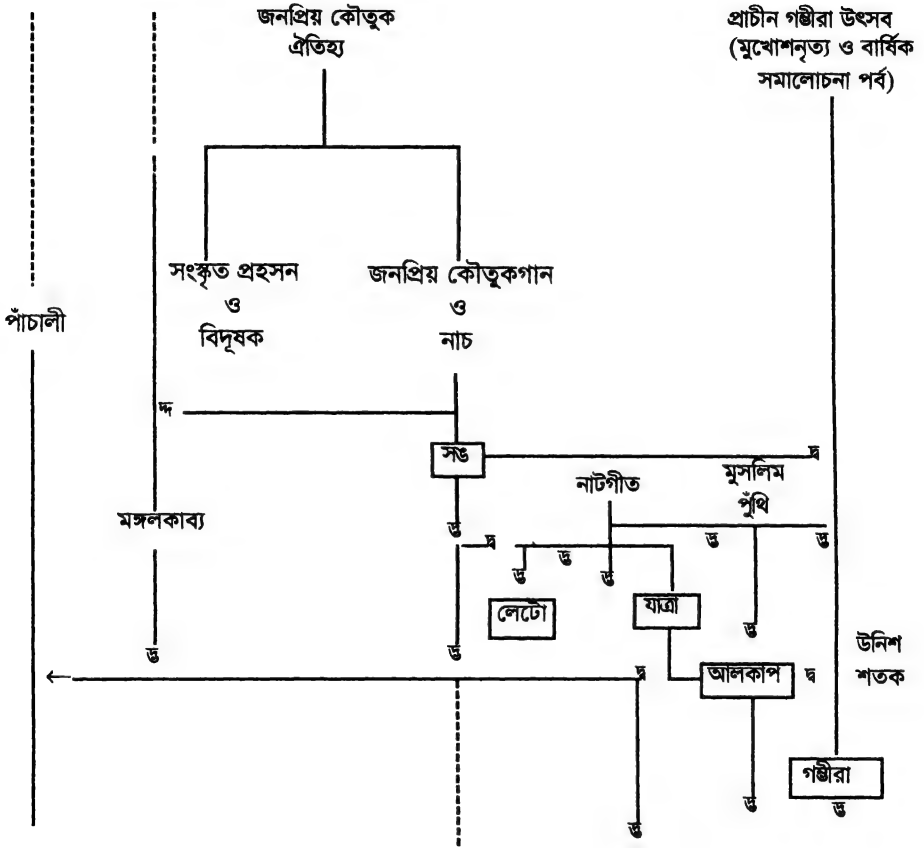 জনপ্রিয় কৌতুক
ঐতিহ্য
প্রাচীন গম্ভীরা উৎসব
(মুখোশনৃত্য ও বার্ষিক
সমালোচনা পর্ব)
সংস্কৃত প্রহসন
ও
বিদূষক
জনপ্রিয় কৌতুকগান
ও
নাচ
পাঁচালী
সঙ
নাটগীত
মুসলিম
পুঁথি
মঙ্গলকাব্য
লেটো
যাত্রা
উনিশ
শতক
আলকাপ
গম্ভীরা